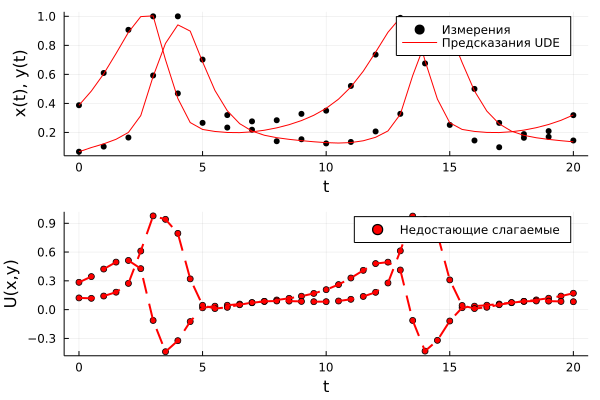 1.0
0.8
0.6
0.4
0.2
x(t), y(t)
Измерения
Предсказания UDE
0 5 10 15 20
t
0.9
0.6
0.3
0.0
−0.3
U(x,y)
Недостающие слагаемые
0 5 10 15 20
t